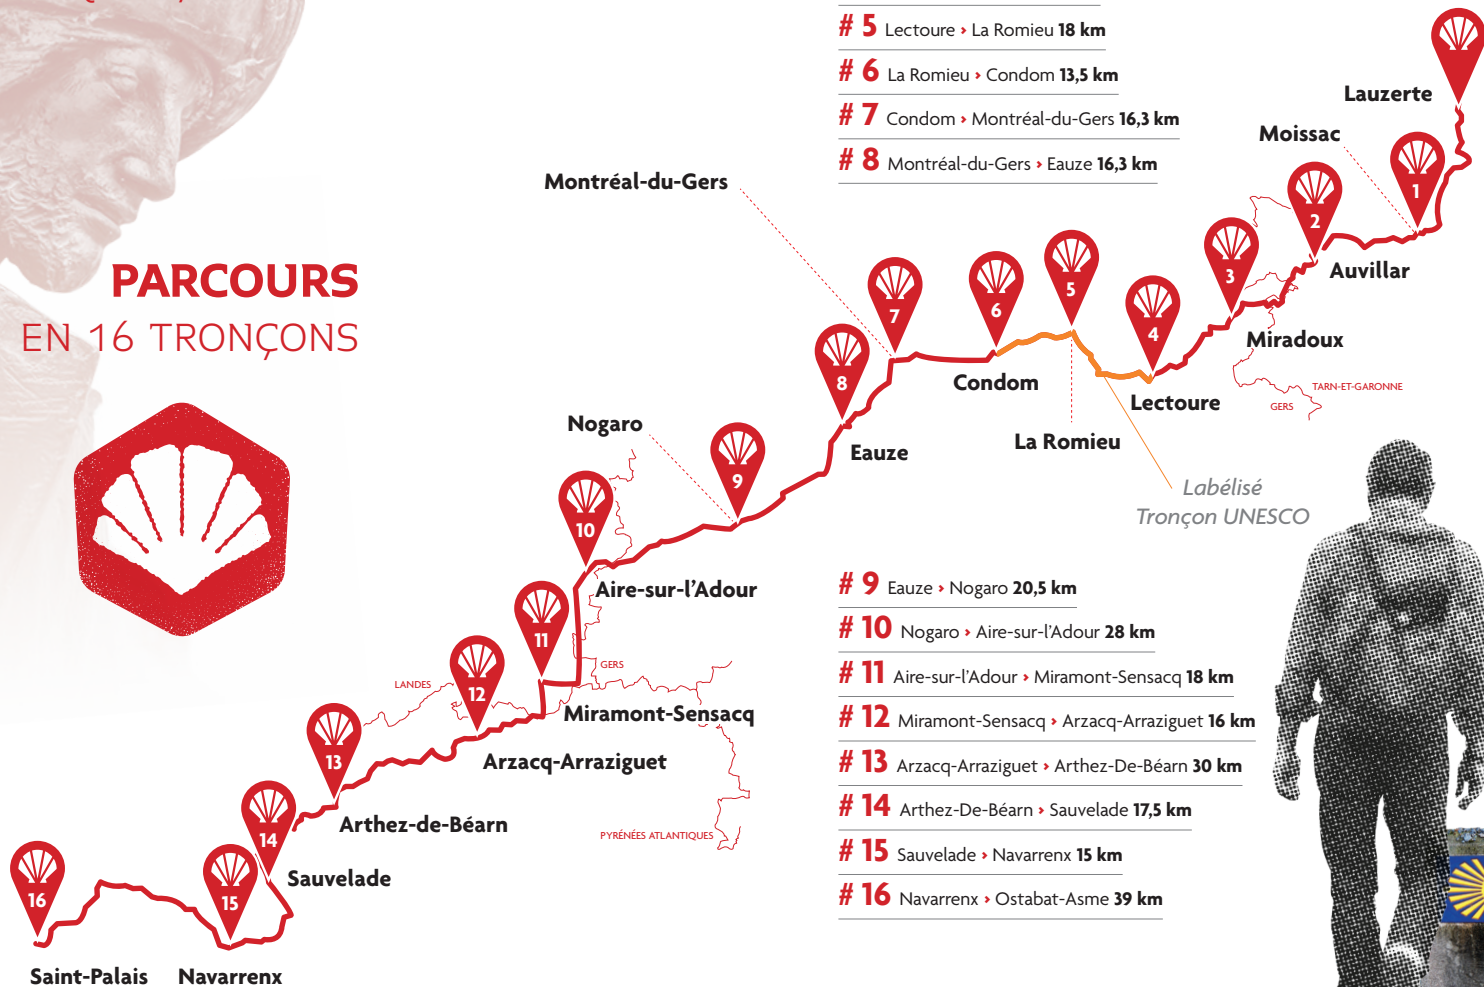 PARCOURS
EN 16 TRONÇONS
# 5 Lectoure › La Romieu 18 km
# 6 La Romieu › Condom 13,5 km
# 7 Condom › Montréal-du-Gers 16,3 km
# 8 Montréal-du-Gers › Eauze 16,3 km
Lauzerte
Moissac
1
2
Auvillar
3
Miradoux
TARN-ET-GARONNE
GERS
4
Lectoure
5
La Romieu
Labélisé
Tronçon UNESCO
6
Condom
Montréal-du-Gers
7
8
Eauze
Nogaro
9
10
Aire-sur-l'Adour
11
GERS
LANDES
Miramont-Sensacq
12
Arzacq-Arraziguet
13
Arthez-de-Béarn
PYRÉNÉES ATLANTIQUES
14
Sauvelade
15
Navarrenx
16
Saint-Palais
# 9 Eauze › Nogaro 20,5 km
# 10 Nogaro › Aire-sur-l'Adour 28 km
# 11 Aire-sur-l'Adour › Miramont-Sensacq 18 km
# 12 Miramont-Sensacq › Arzacq-Arraziguet 16 km
# 13 Arzacq-Arraziguet › Arthez-De-Béarn 30 km
# 14 Arthez-De-Béarn › Sauvelade 17,5 km
# 15 Sauvelade › Navarrenx 15 km
# 16 Navarrenx › Ostabat-Asme 39 km